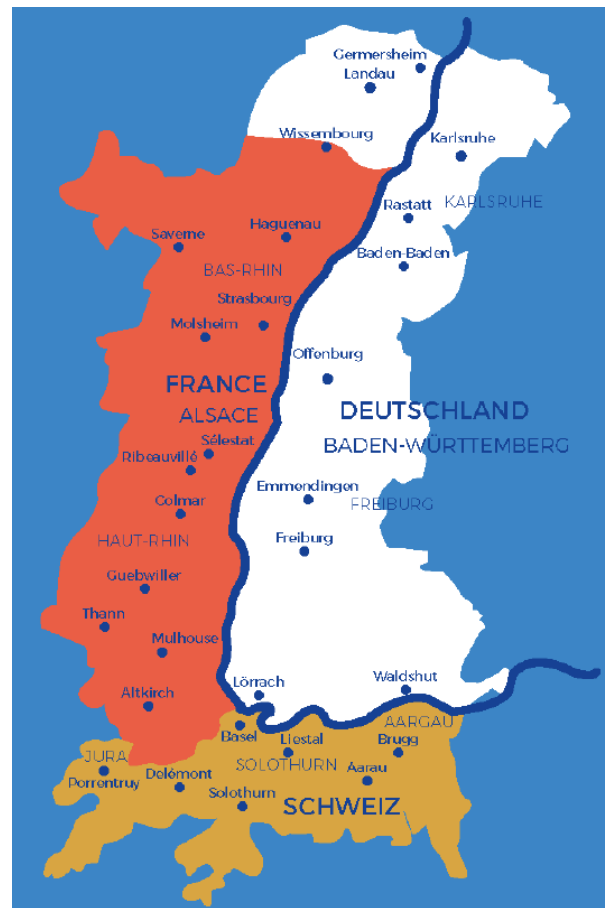 Germersheim
Landau
Wissembourg
Karlsruhe
KARLSRUHE
Rastatt
Haguenau
Saverne
Baden-Baden
BAS-RHIN
Strasbourg
Molsheim
Offenburg
FRANCE
ALSACE
DEUTSCHLAND
BADEN-WÜRTTEMBERG
Sélestat
Ribeauvillé
Emmendingen
FREIBURG
Colmar
HAUT-RHIN
Freiburg
Guebwiller
Thann
Mulhouse
Lörrach
Waldshut
Altkirch
AARGAU
Basel
Liestal
Brugg
JURA
SOLOTHURN
Porrentruy
Delémont
Aarau
Solothurn
SCHWEIZ